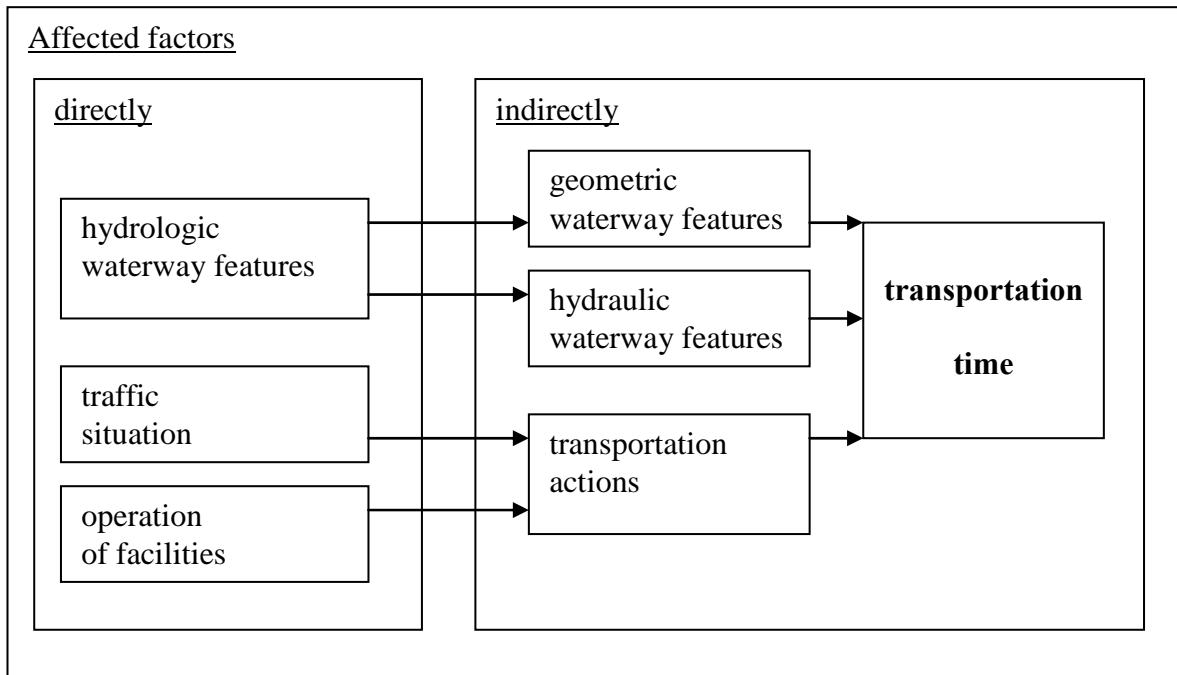 Affected factors
directly
hydrologic
waterway features
traffic
situation
operation
of facilities
indirectly
geometric
waterway features
hydraulic
waterway features
transportation
actions
transportation
time